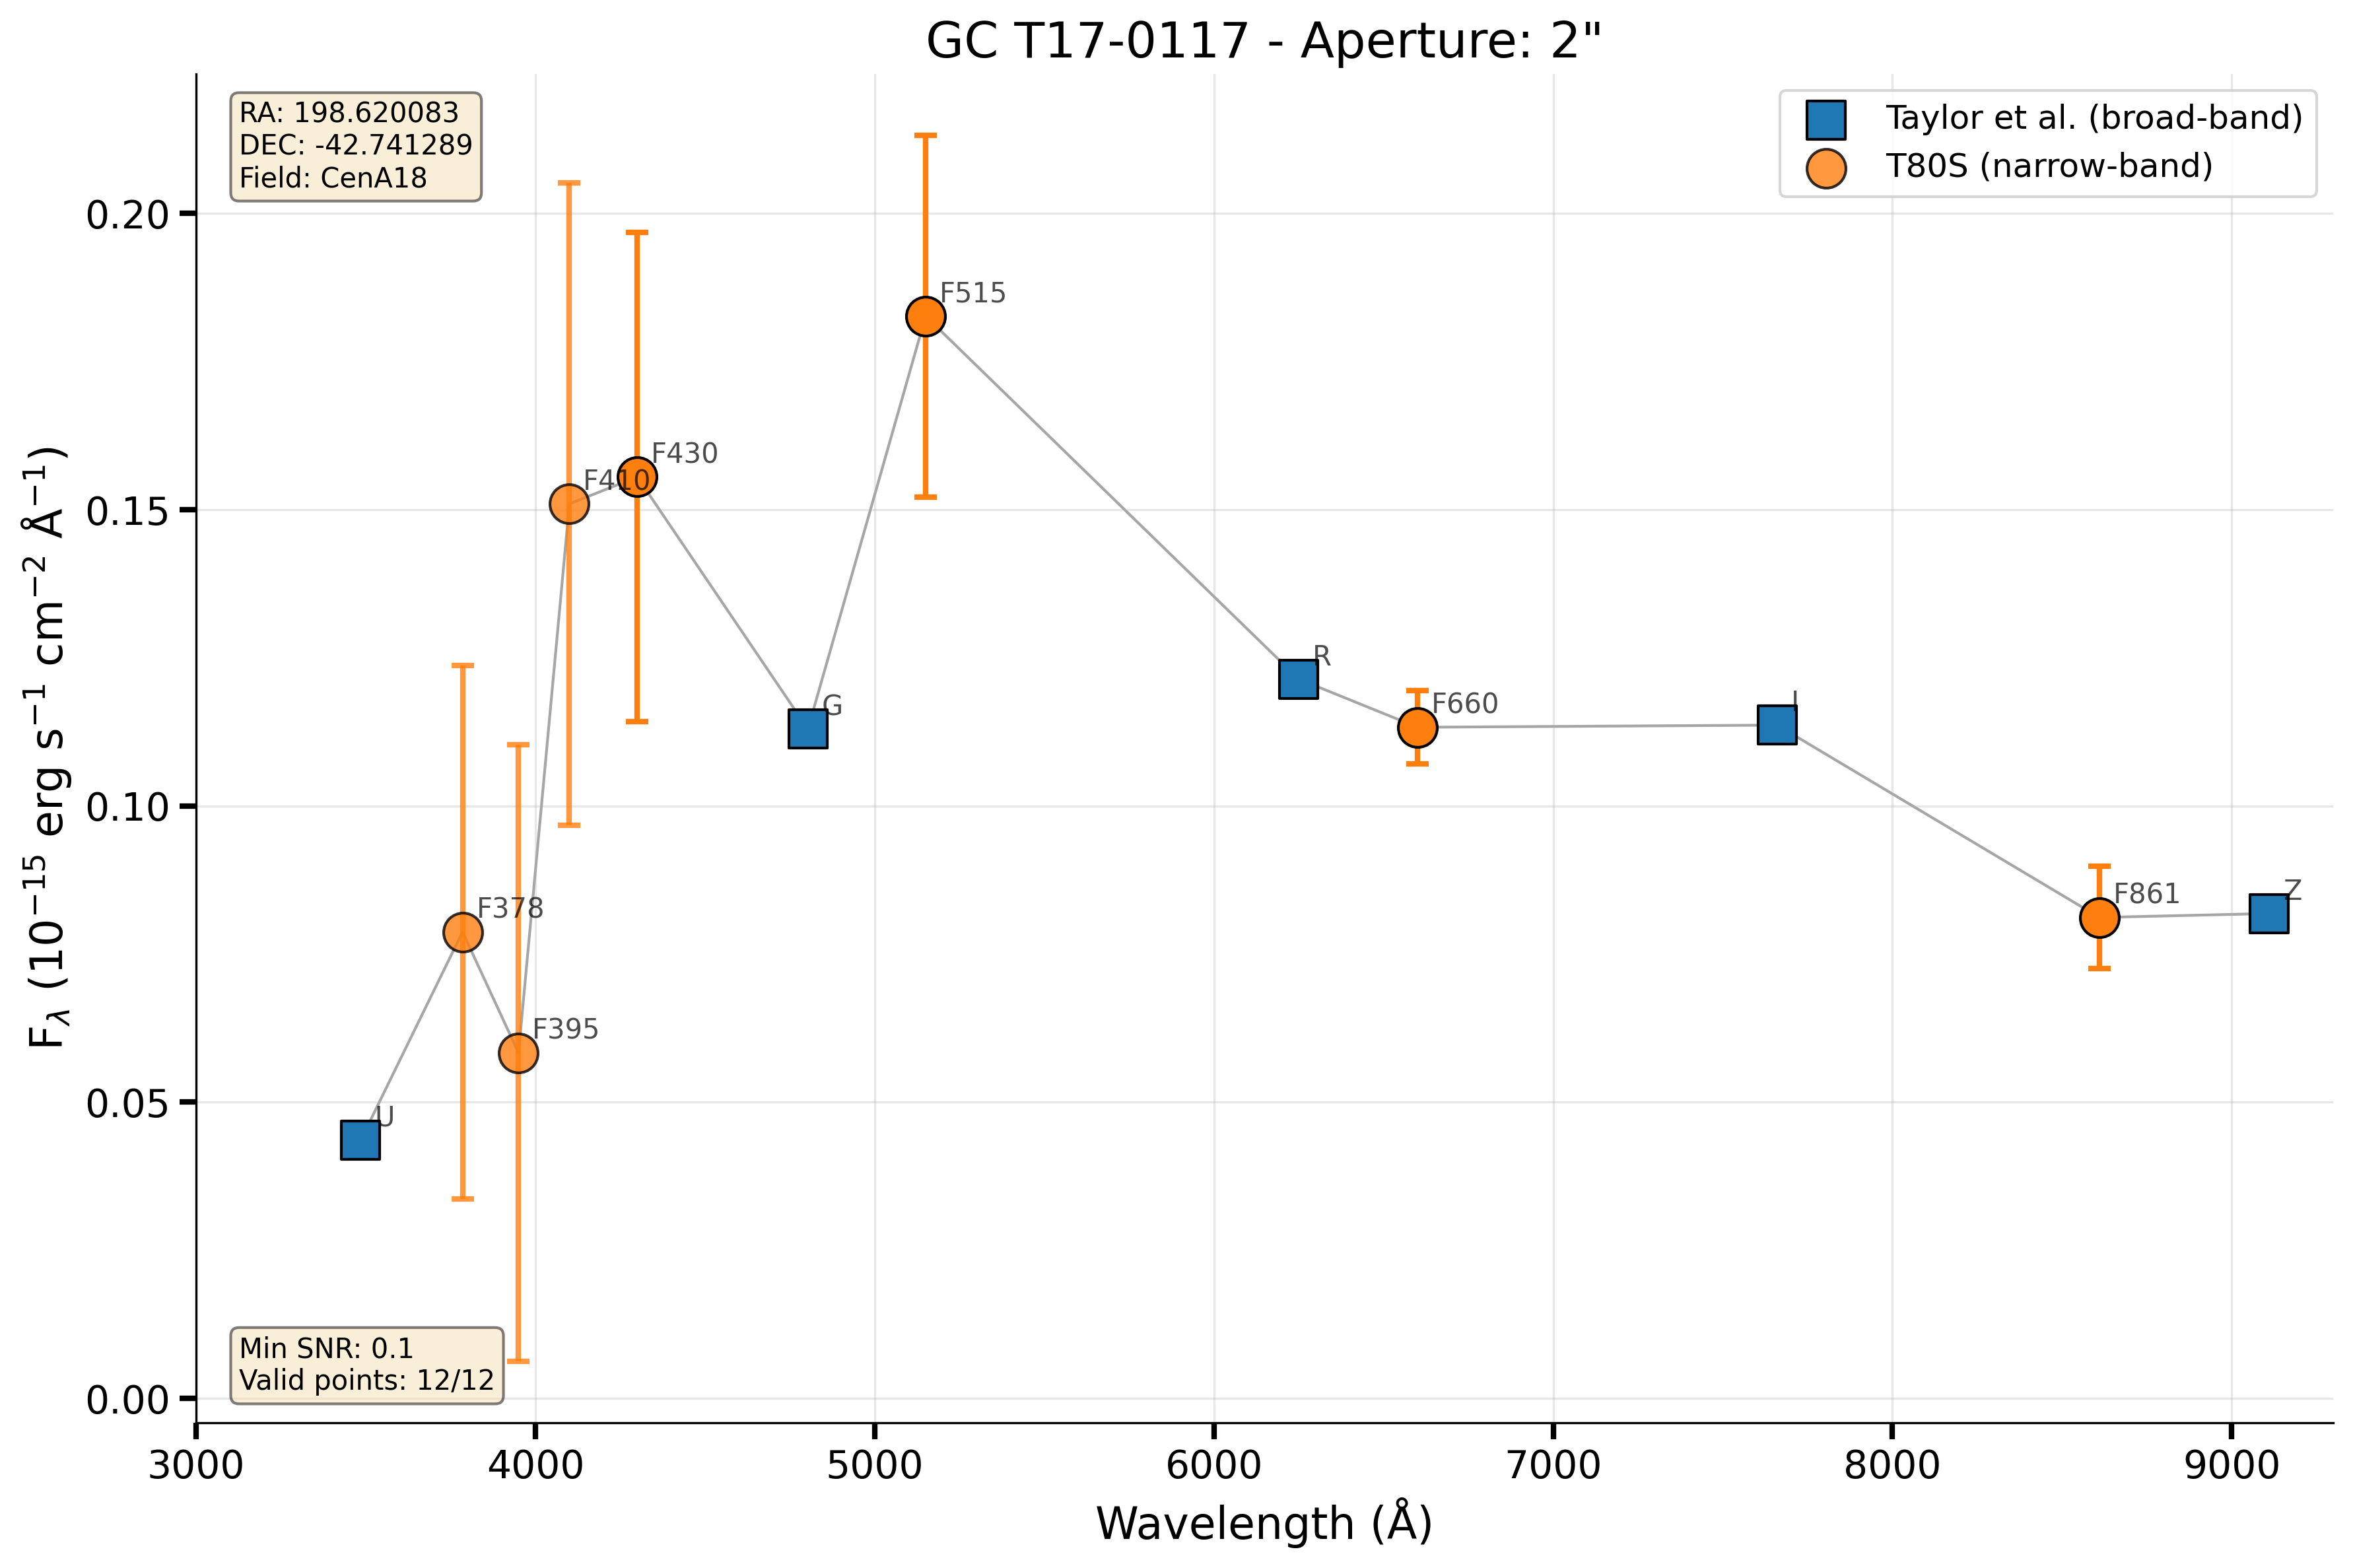 GC T17-0117 - Aperture: 2"
RA: 198.620083
DEC: -42.741289
Field: CenA18
Taylor et al. (broad-band)
T80S (narrow-band)
F515
F430
F410
R
F660
G
I
F378
F861
Z
F395
U
Min SNR: 0.1
Valid points: 12/12
0.20
0.15
0.10
0.05
0.00
F_λ (10⁻¹⁵ erg s⁻¹ cm⁻² Å⁻¹)
3000 4000 5000 6000 7000 8000 9000
Wavelength (Å)